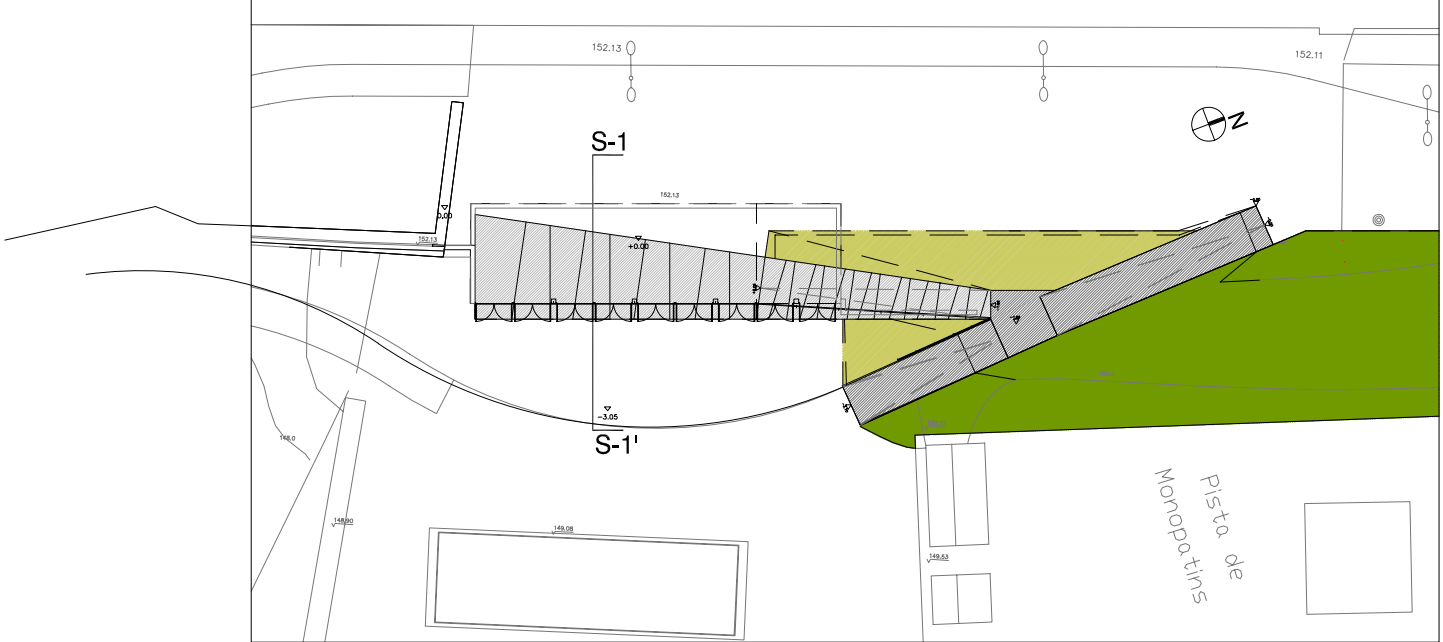 152.13
152.11
N
S-1
152.13
0.00
152.13
+0.00
-3.05
S-1'
148.0
Pista de
Monopatins
148.90
149.08
149.53